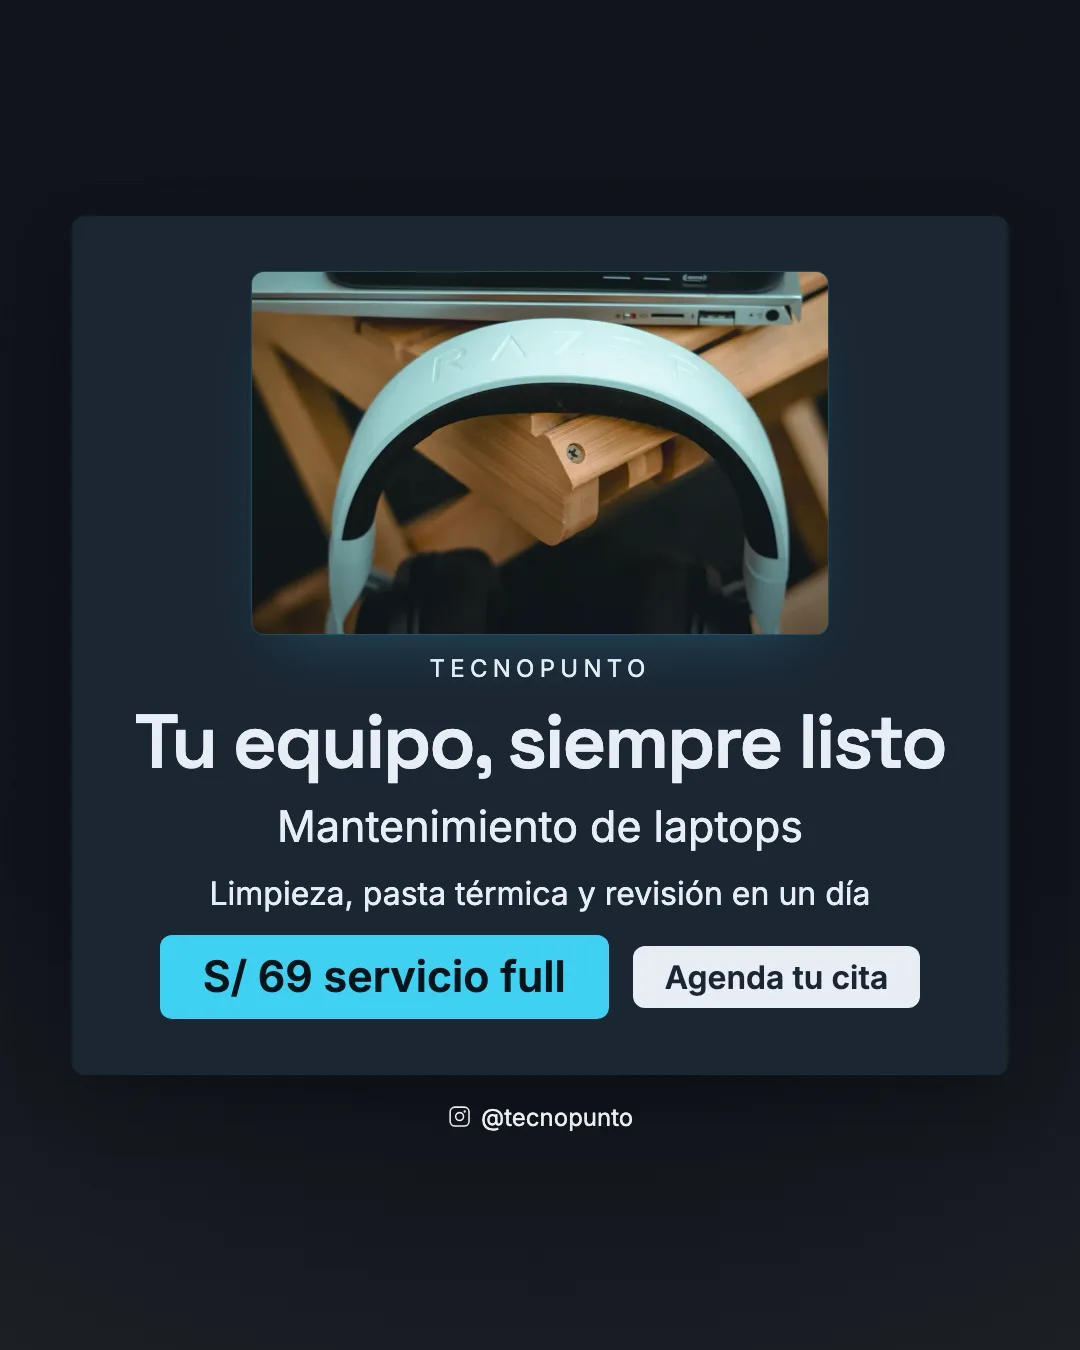 RAZER
TECNOPUNTO
Tu equipo, siempre listo
Mantenimiento de laptops
Limpieza, pasta térmica y revisión en un día
S/ 69 servicio full
Agenda tu cita
@tecnopunto